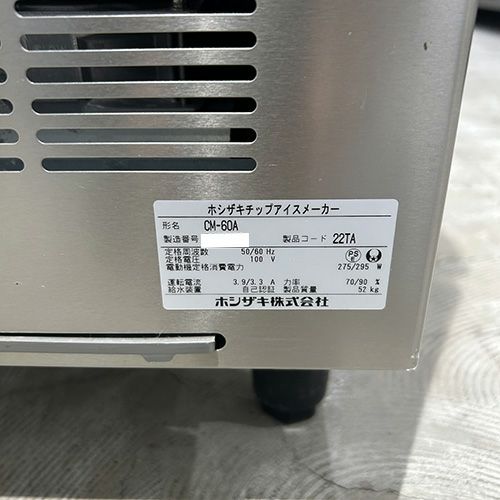 ホシザキチップアイスメーカー
形名 CM-60A
製造番号 製品コード 22TA
定格周波数 50/60 Hz
定格電圧 100 V
電動機定格消費電力 275/295 W
運転電流 3.9/3.3 A 力率 70/90 %
給水装置 自己認証 製品質量 52 kg
ホシザキ株式会社